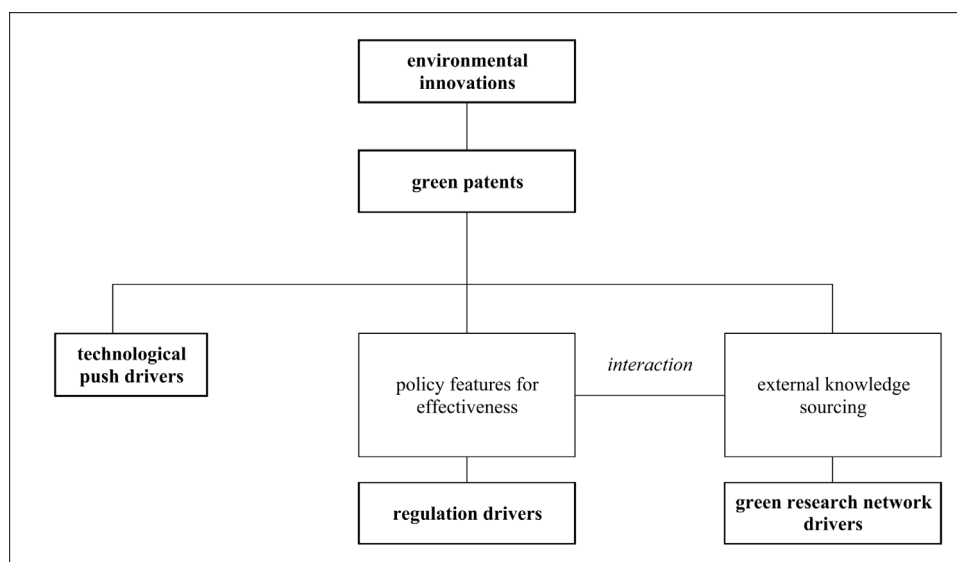 environmental
innovations
green patents
technological
push drivers
policy features for
effectiveness
interaction
external knowledge
sourcing
regulation drivers
green research network
drivers